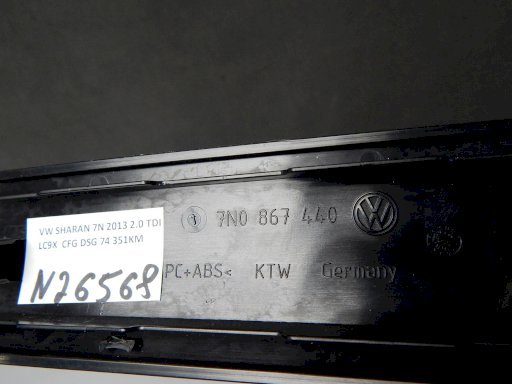 7N0 867 440
VW SHARAN 7N 2013 2.0 TDI
LC9X CFG DSG 74 351KM
N26568
PC+ABS< KTW Germany